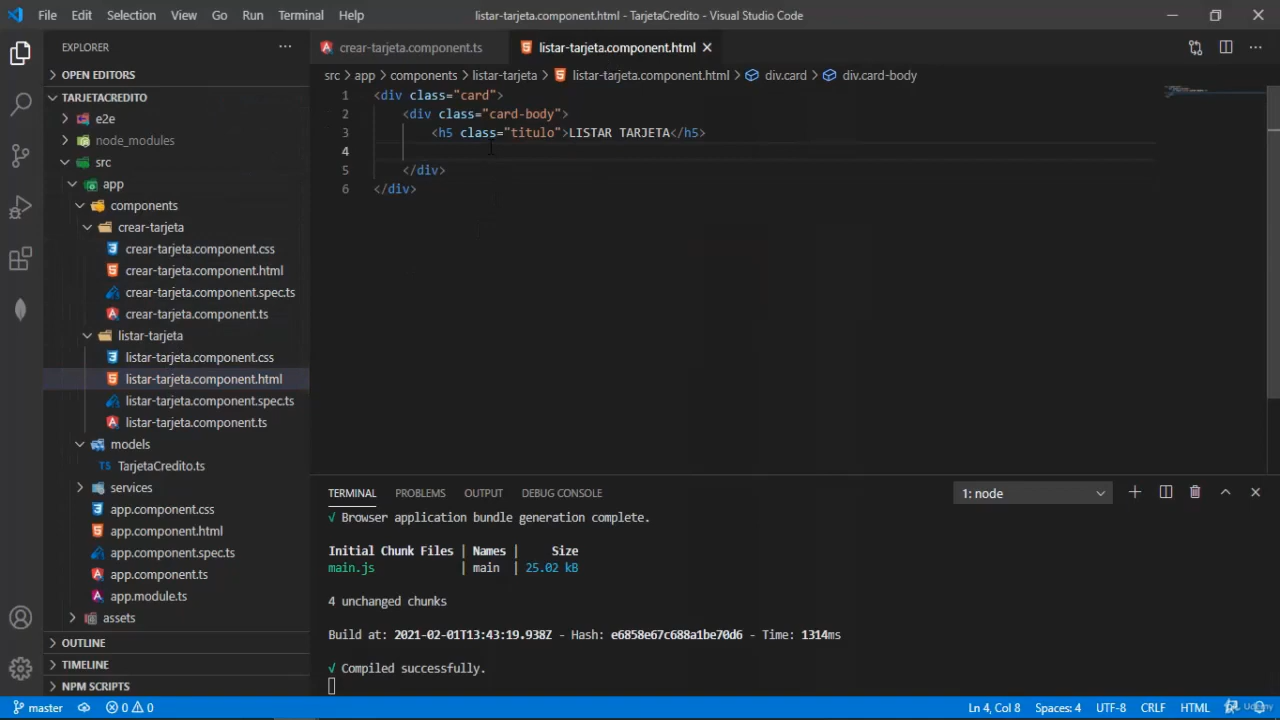 File Edit Selection View Go Run Terminal Help listar-tarjeta.component.html - TarjetaCredito - Visual Studio Code
EXPLORER
crear-tarjeta.component.ts listar-tarjeta.component.html
OPEN EDITORS
src > app > components > listar-tarjeta > listar-tarjeta.component.html > div.card > div.card-body
TARJETACREDITO
1 <div class="card">
2 <div class="card-body">
3 <h5 class="titulo">LISTAR TARJETA</h5>
4
5 </div>
6 </div>
e2e
node_modules
src
app
components
crear-tarjeta
crear-tarjeta.component.css
crear-tarjeta.component.html
crear-tarjeta.component.spec.ts
crear-tarjeta.component.ts
listar-tarjeta
listar-tarjeta.component.css
listar-tarjeta.component.html
listar-tarjeta.component.spec.ts
listar-tarjeta.component.ts
models
TS TarjetaCredito.ts
services
app.component.css
app.component.html
app.component.spec.ts
app.component.ts
app.module.ts
assets
OUTLINE
TIMELINE
NPM SCRIPTS
TERMINAL PROBLEMS OUTPUT DEBUG CONSOLE 1: node
√ Browser application bundle generation complete.
Initial Chunk Files | Names | Size
main.js | main | 25.02 kB
4 unchanged chunks
Build at: 2021-02-01T13:43:19.938Z - Hash: e6858e67c688a1be70d6 - Time: 1314ms
√ Compiled successfully.
master 0 0 Ln 4, Col 8 Spaces: 4 UTF-8 CRLF HTML Udemy